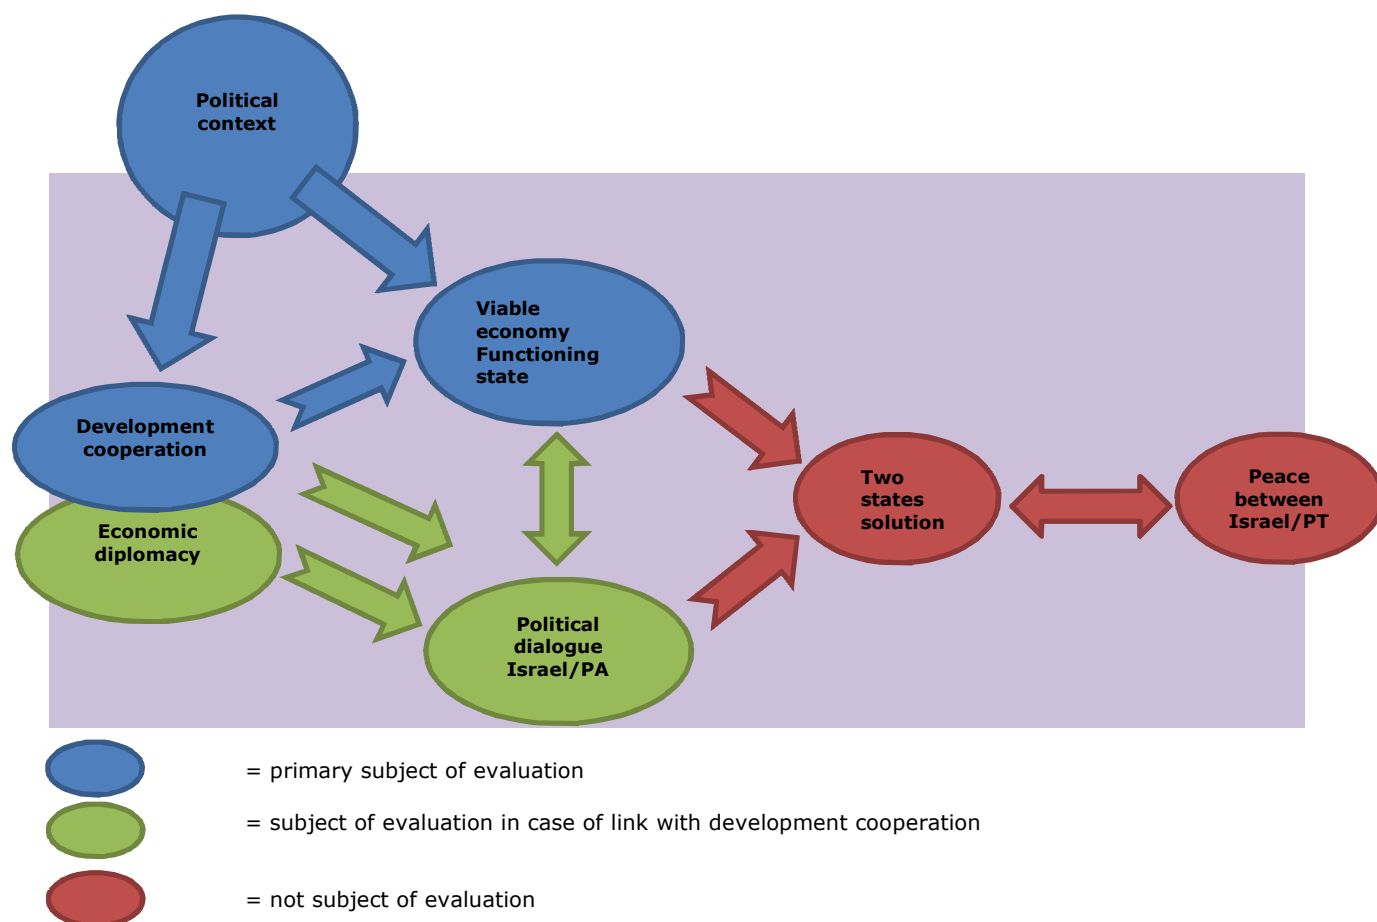 Political
context
Viable
economy
Functioning
state
Development
cooperation
Economic
diplomacy
Two
states
solution
Peace
between
Israel/PT
Political
dialogue
Israel/PA
= primary subject of evaluation
= subject of evaluation in case of link with development cooperation
= not subject of evaluation